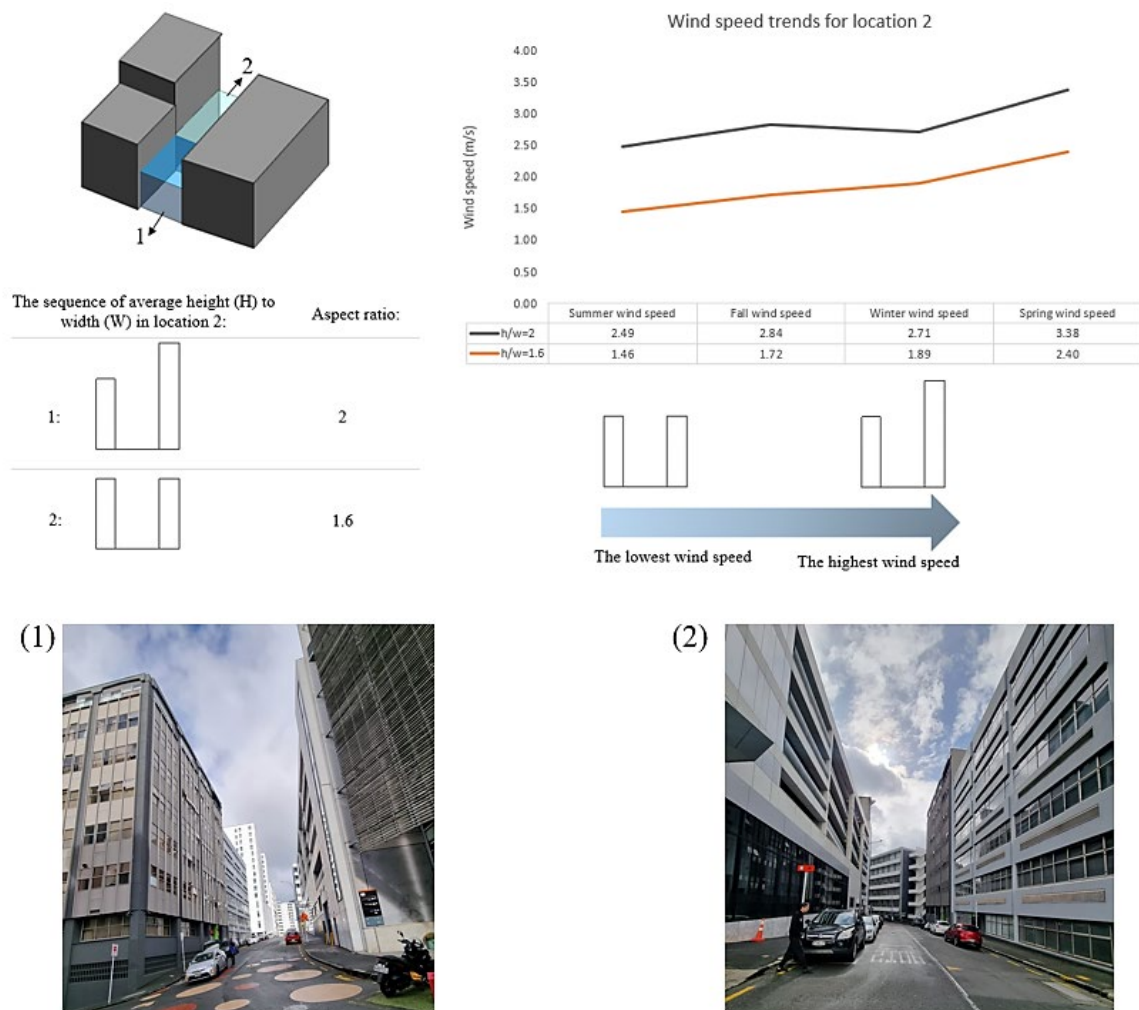 2
1
The sequence of average height (H) to
width (W) in location 2:
Aspect ratio:
1:
2
2:
1.6
Wind speed trends for location 2
Wind speed (m/s)
4.00
3.50
3.00
2.50
2.00
1.50
1.00
0.50
0.00
Summer wind speed Fall wind speed Winter wind speed Spring wind speed
h/w=2 2.49 2.84 2.71 3.38
h/w=1.6 1.46 1.72 1.89 2.40
The lowest wind speed
The highest wind speed
(1)
(2)